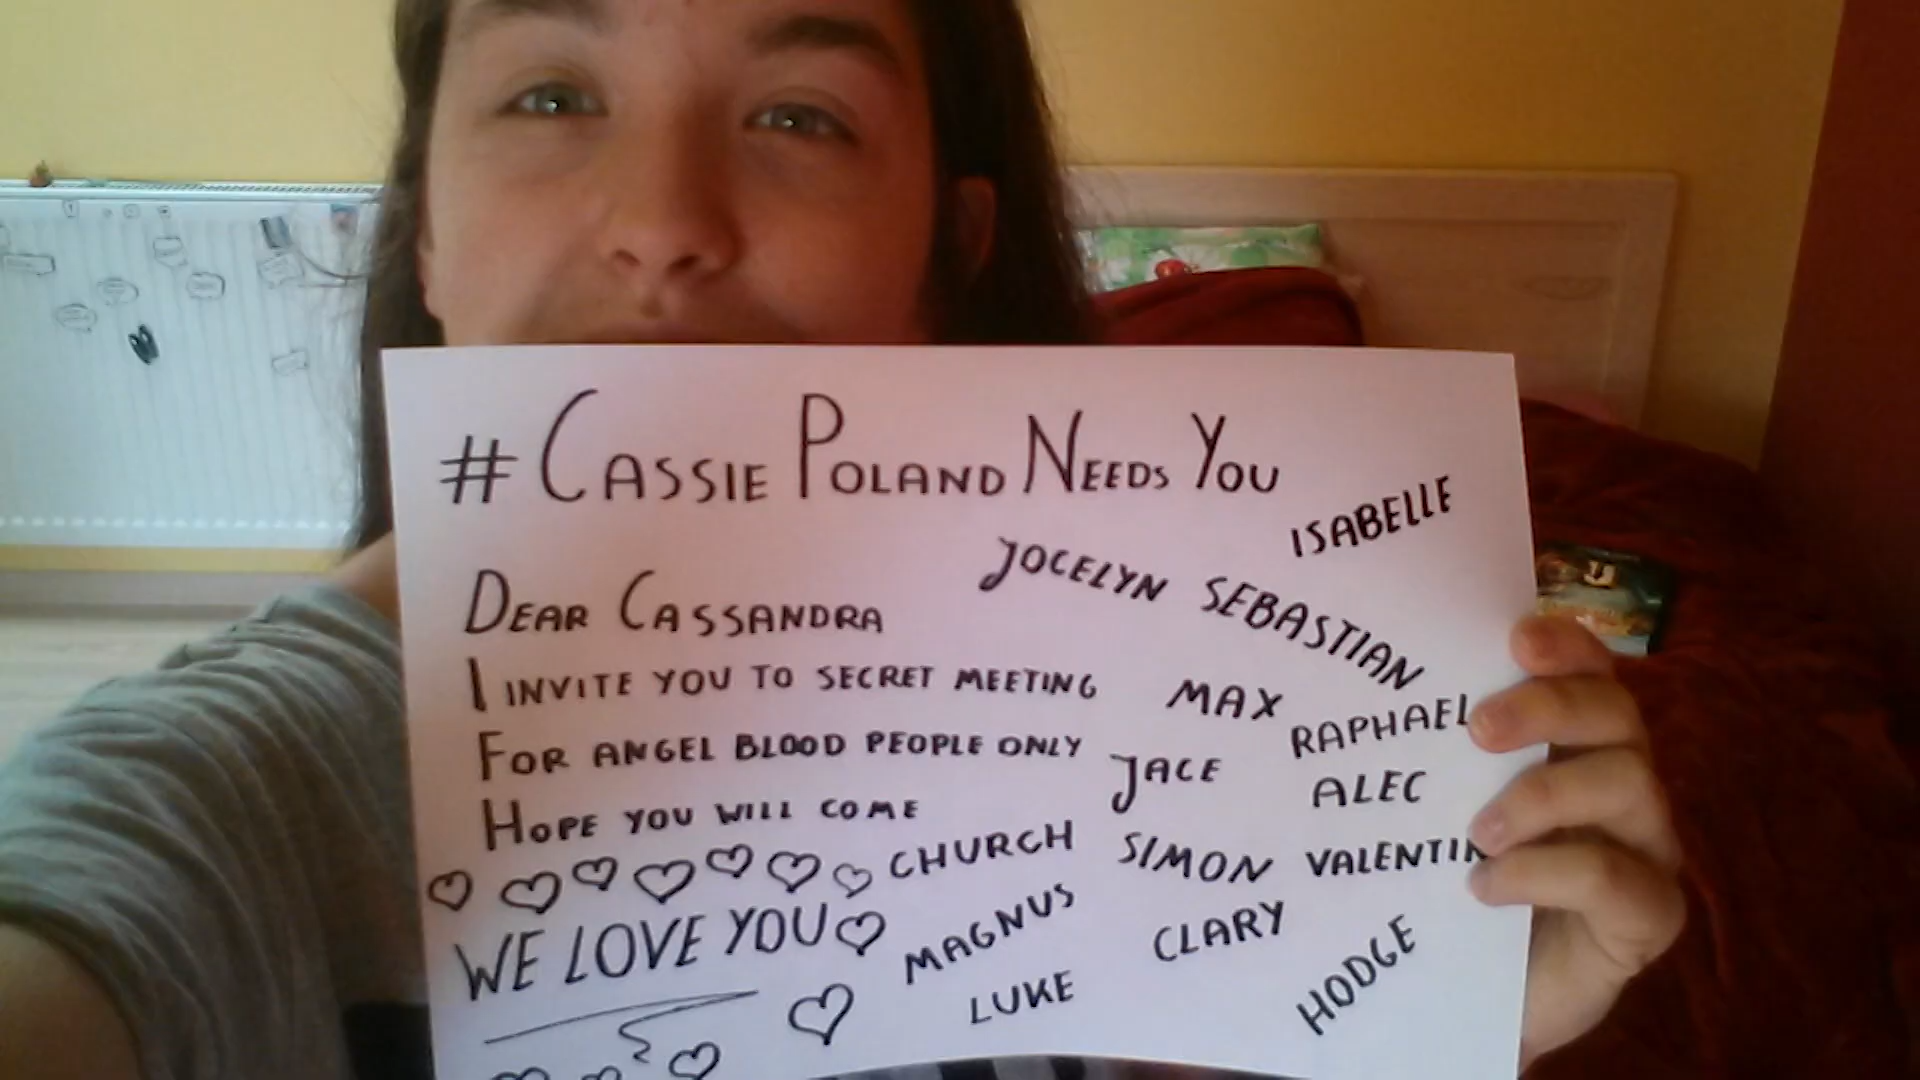 # CASSIE POLAND NEEDS YOU
ISABELLE
JOCELYN
SEBASTIAN
DEAR CASSANDRA
I INVITE YOU TO SECRET MEETING
MAX
RAPHAEL
FOR ANGEL BLOOD PEOPLE ONLY
JACE
ALEC
HOPE YOU WILL COME
CHURCH
SIMON
VALENTIN
WE LOVE YOU
MAGNUS
CLARY
LUKE
HODGE